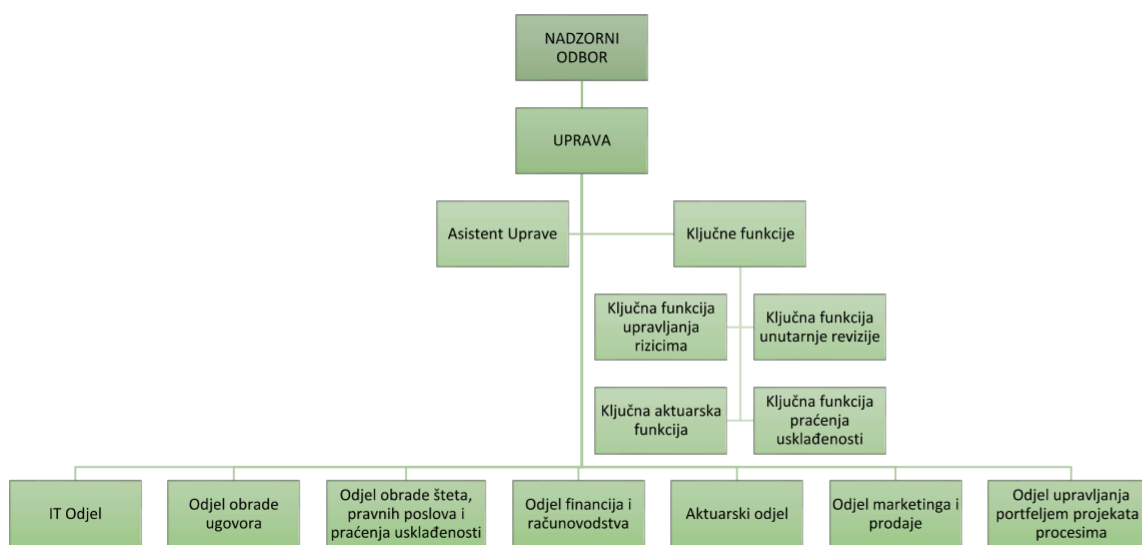 NADZORNI
ODBOR
UPRAVA
Asistent Uprave
Ključne funkcije
Ključna funkcija
upravljanja
rizicima
Ključna funkcija
unutarnje revizije
Ključna aktuarska
funkcija
Ključna funkcija
praćenja
usklađenosti
IT Odjel
Odjel obrade
ugovora
Odjel obrade šteta,
pravnih poslova i
praćenja usklađenosti
Odjel financija i
računovodstva
Aktuarski odjel
Odjel marketinga i
prodaje
Odjel upravljanja
portfeljem projekata
procesima